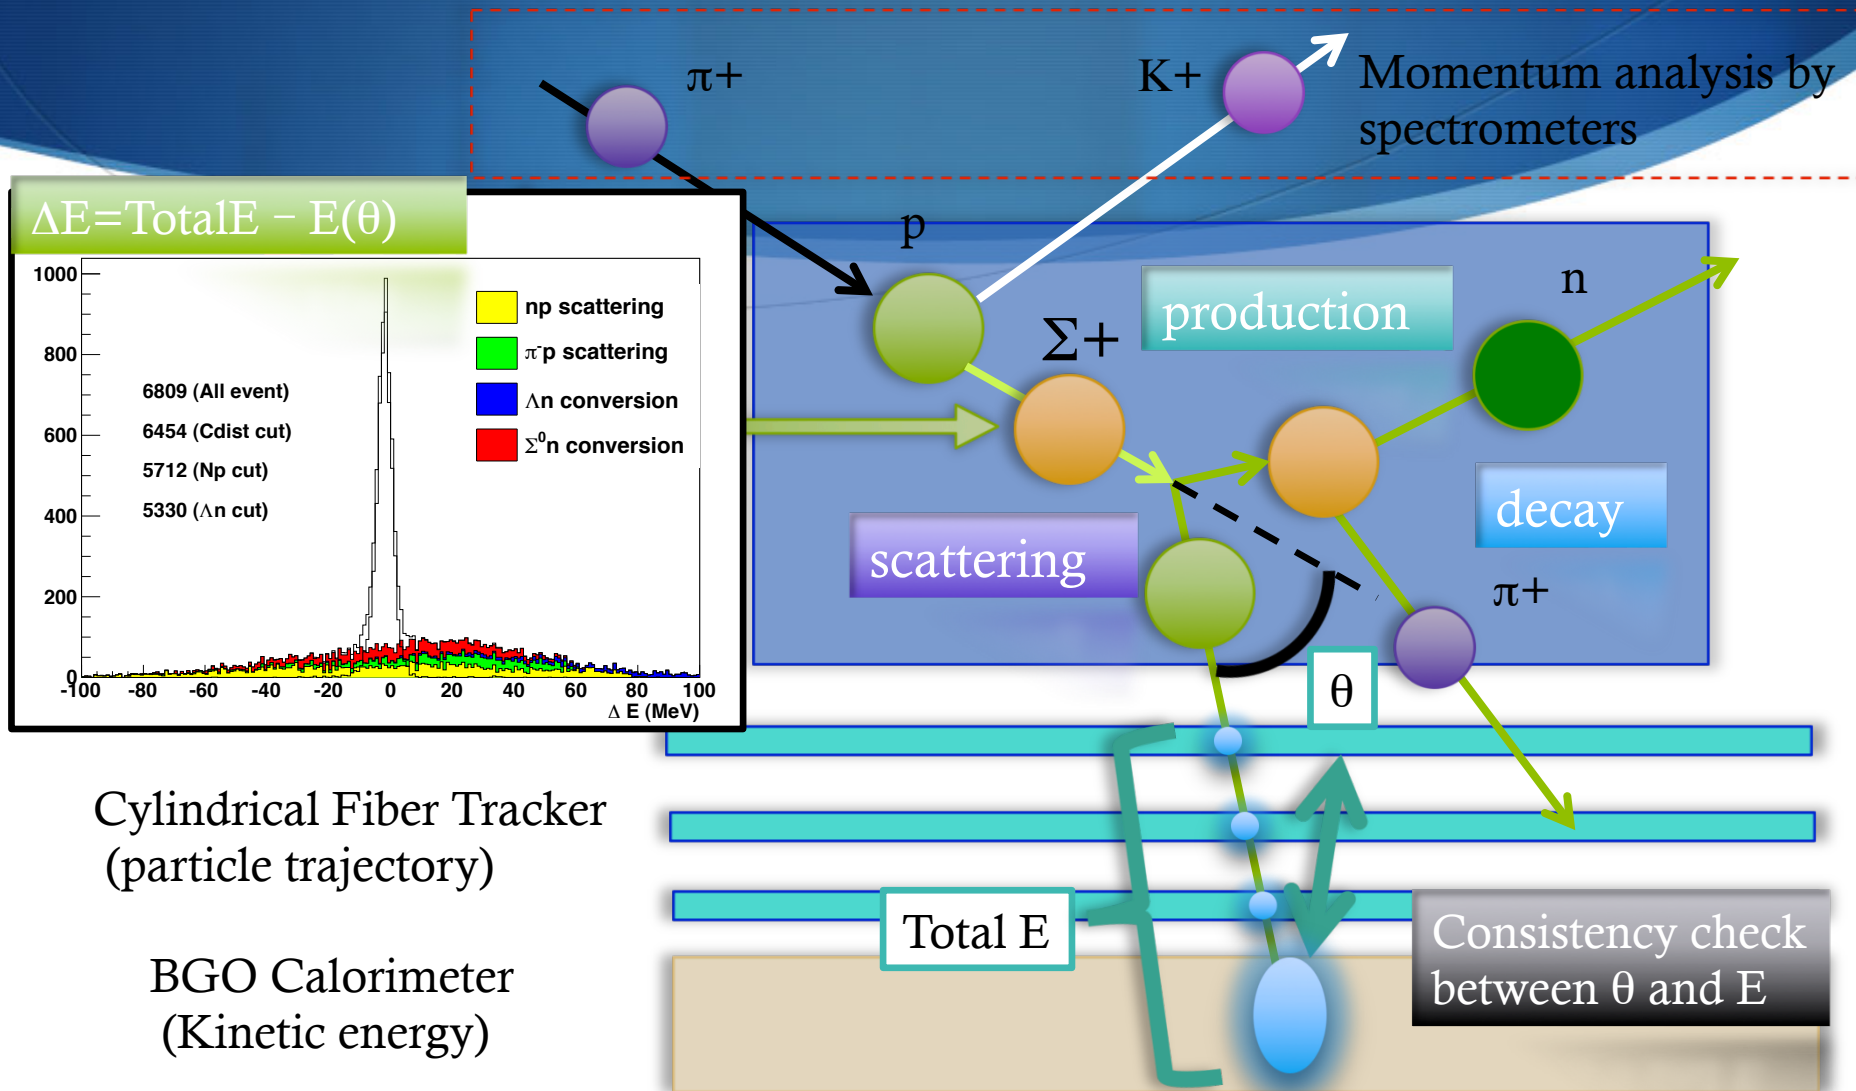 π+
K+
Momentum analysis by
spectrometers
ΔE=TotalE – E(θ)
p
n
production
Σ+
1000
800
600
400
200
0
-100
-80
-60
-40
-20
0
20
40
60
80
100
Δ E (MeV)
np scattering
π-p scattering
Λn conversion
Σ0n conversion
6809 (All event)
6454 (Cdist cut)
5712 (Np cut)
5330 (Λn cut)
decay
scattering
π+
θ
Cylindrical Fiber Tracker
(particle trajectory)
Total E
Consistency check
between θ and E
BGO Calorimeter
(Kinetic energy)